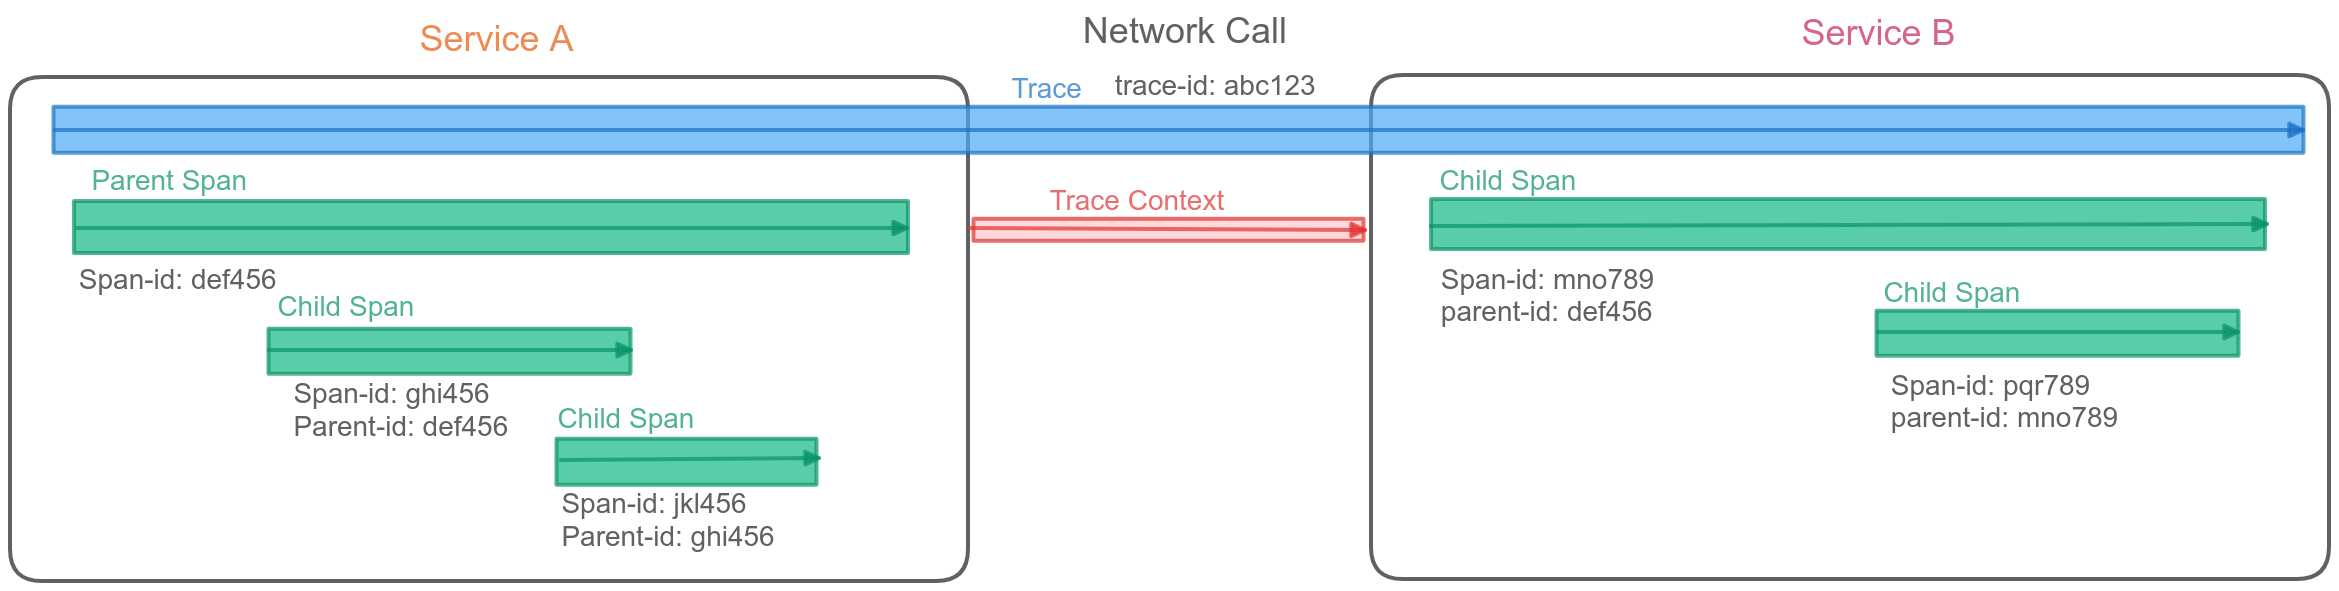 Service A
Network Call
Service B
Trace
trace-id: abc123
Parent Span
Span-id: def456
Child Span
Span-id: ghi456
Parent-id: def456
Child Span
Span-id: jkl456
Parent-id: ghi456
Trace Context
Child Span
Span-id: mno789
parent-id: def456
Child Span
Span-id: pqr789
parent-id: mno789